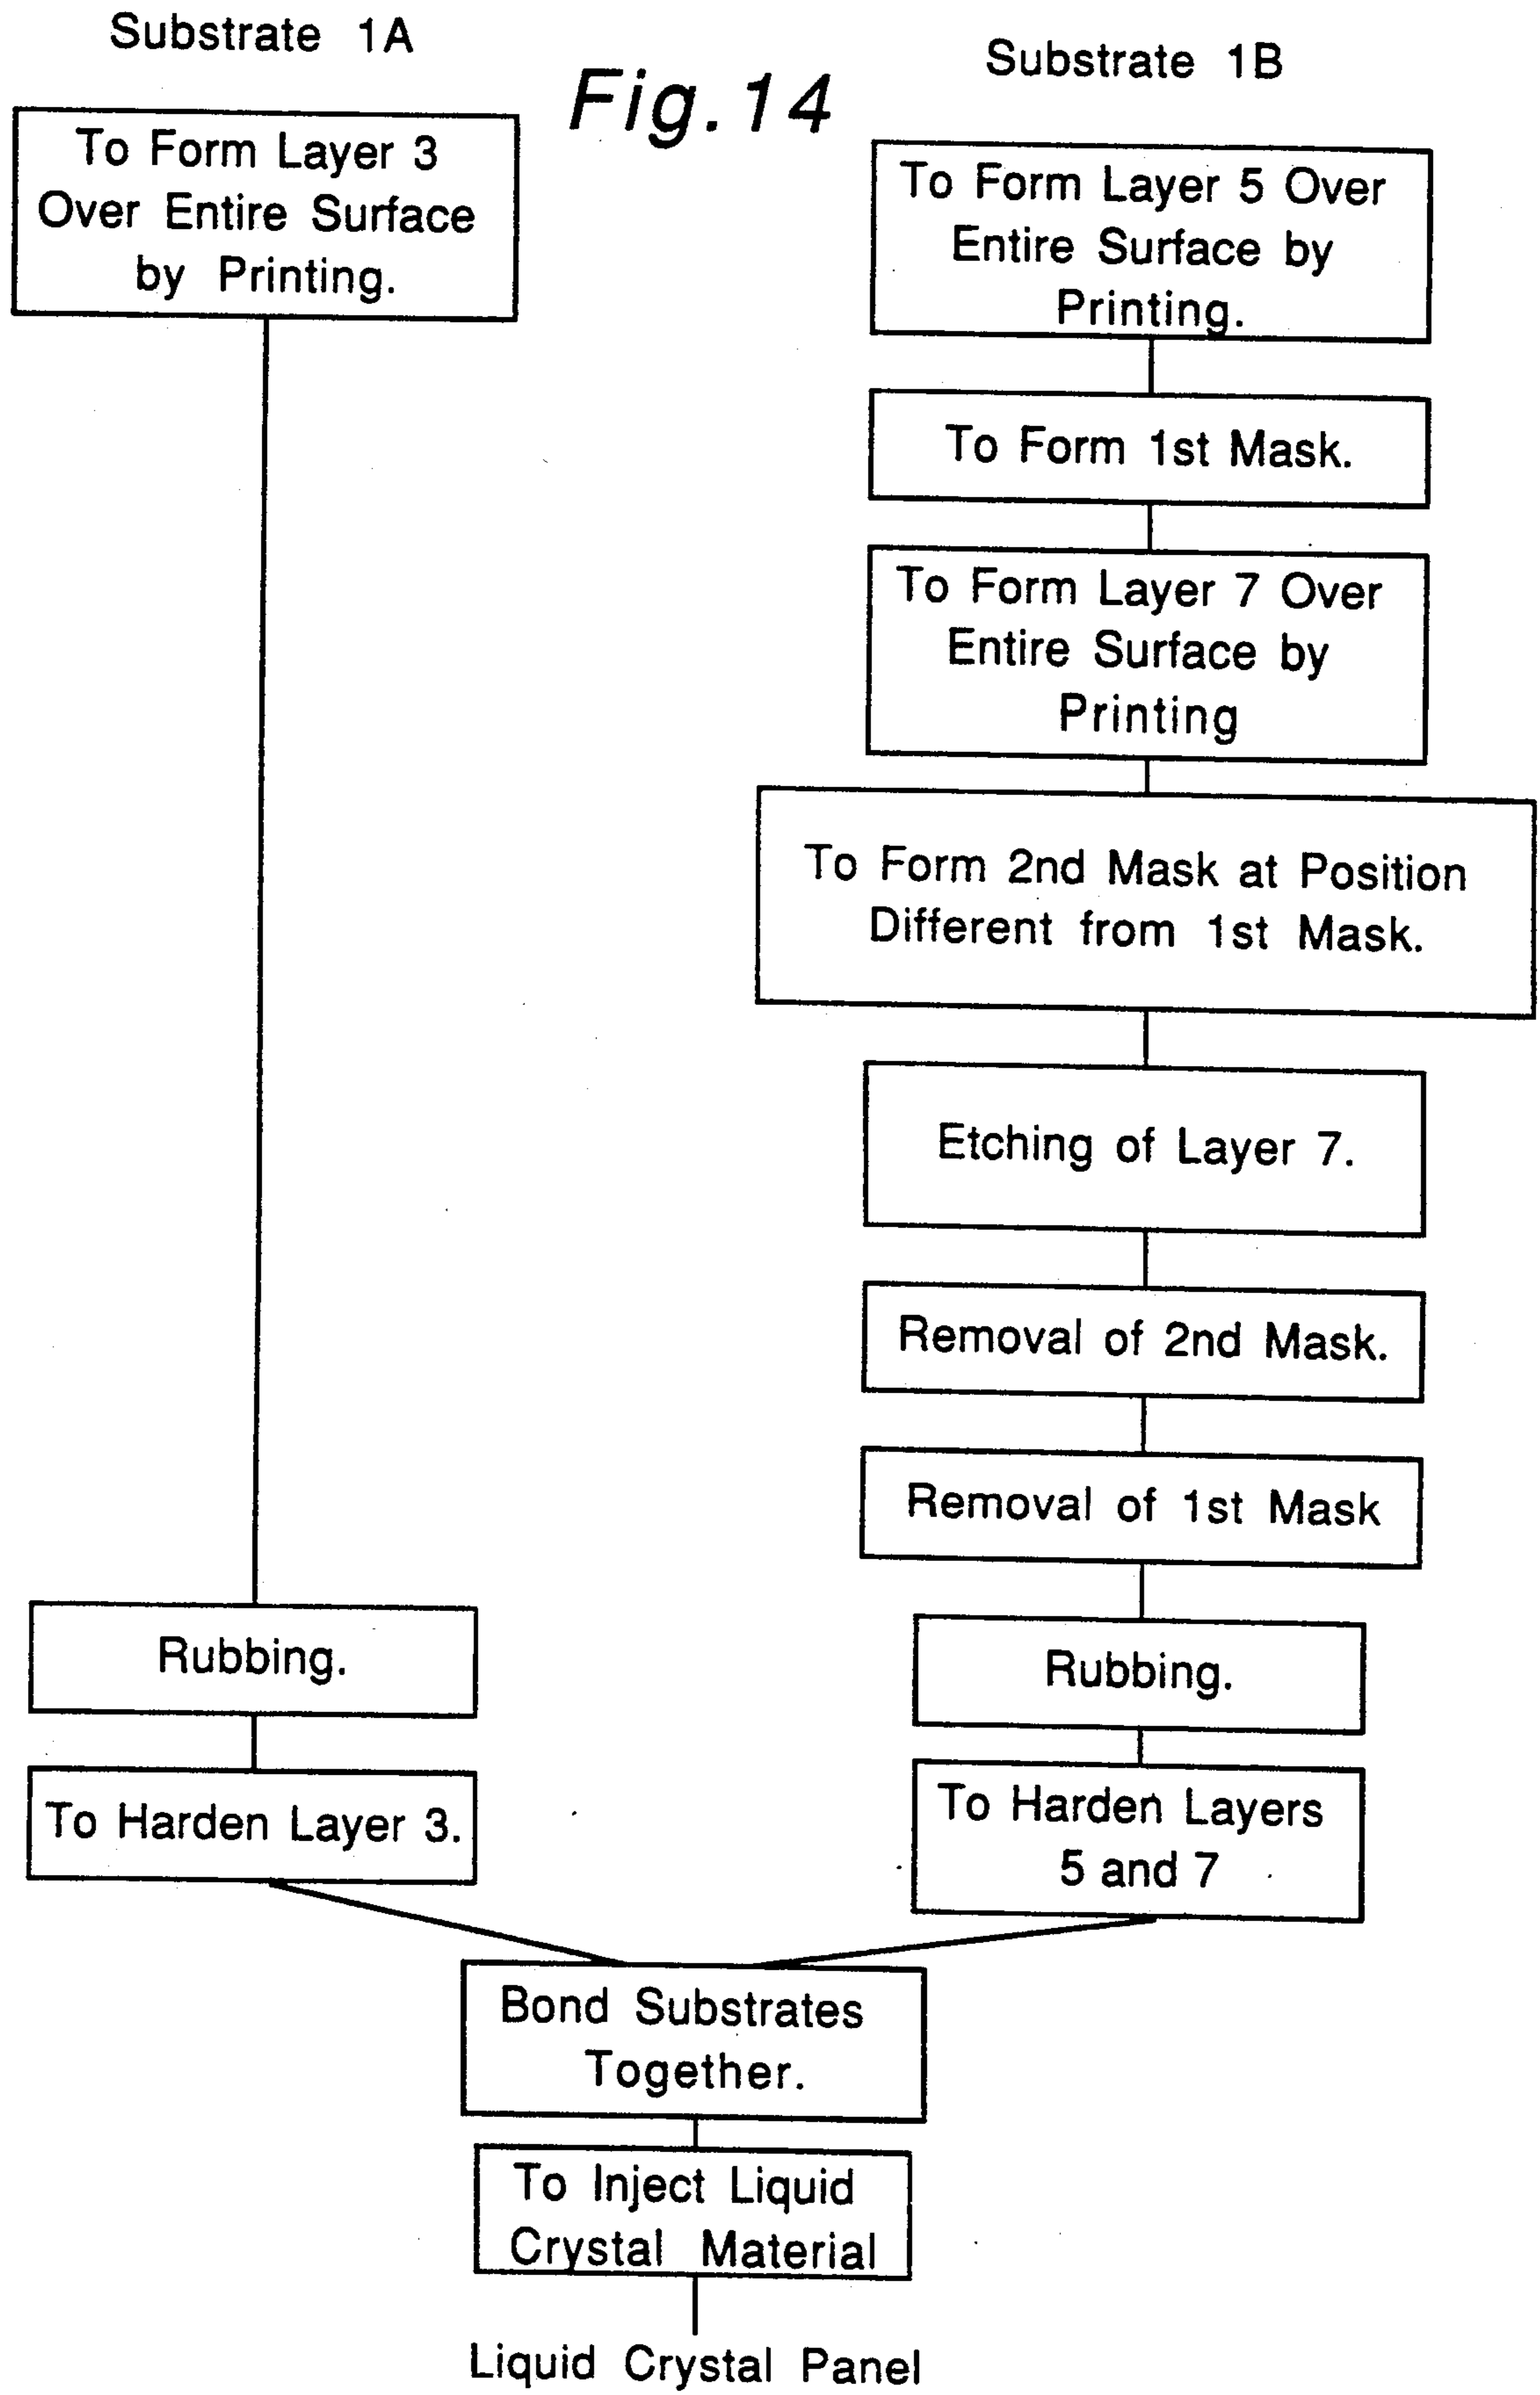 Substrate 1A
Fig. 14
Substrate 1B
To Form Layer 3
Over Entire Surface
by Printing.
To Form Layer 5 Over
Entire Surface by
Printing.
To Form 1st Mask.
To Form Layer 7 Over
Entire Surface by
Printing
To Form 2nd Mask at Position
Different from 1st Mask.
Etching of Layer 7.
Removal of 2nd Mask.
Removal of 1st Mask
Rubbing.
Rubbing.
To Harden Layer 3.
To Harden Layers
5 and 7
Bond Substrates
Together.
To Inject Liquid
Crystal Material
Liquid Crystal Panel